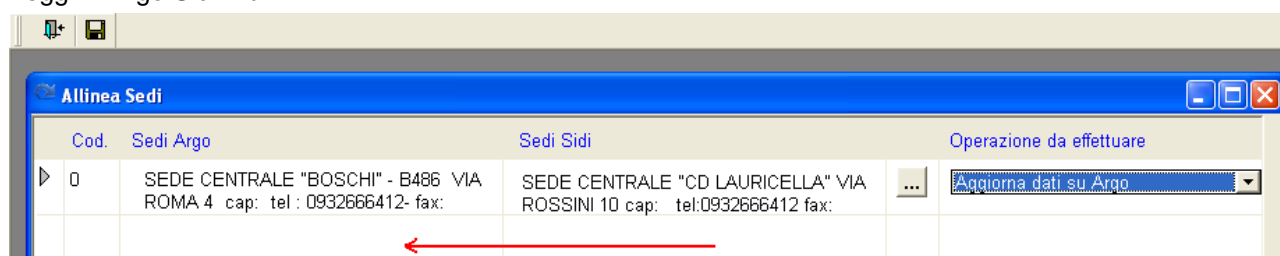 Allinea Sedi
Cod. Sedi Argo Sedi Sidi Operazione da effettuare
0 SEDE CENTRALE "BOSCHI" - B486 VIA SEDE CENTRALE "CD LAURICELLA" VIA ... Aggiorna dati su Argo
ROMA 4 cap: tel : 0932666412- fax: ROSSINI 10 cap: tel:0932666412 fax: